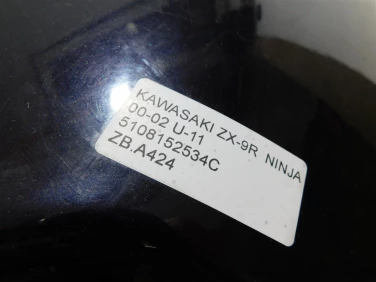 KAWASAKI ZX-9R NINJA
00-02 U-11
5108152534C
ZB.A424